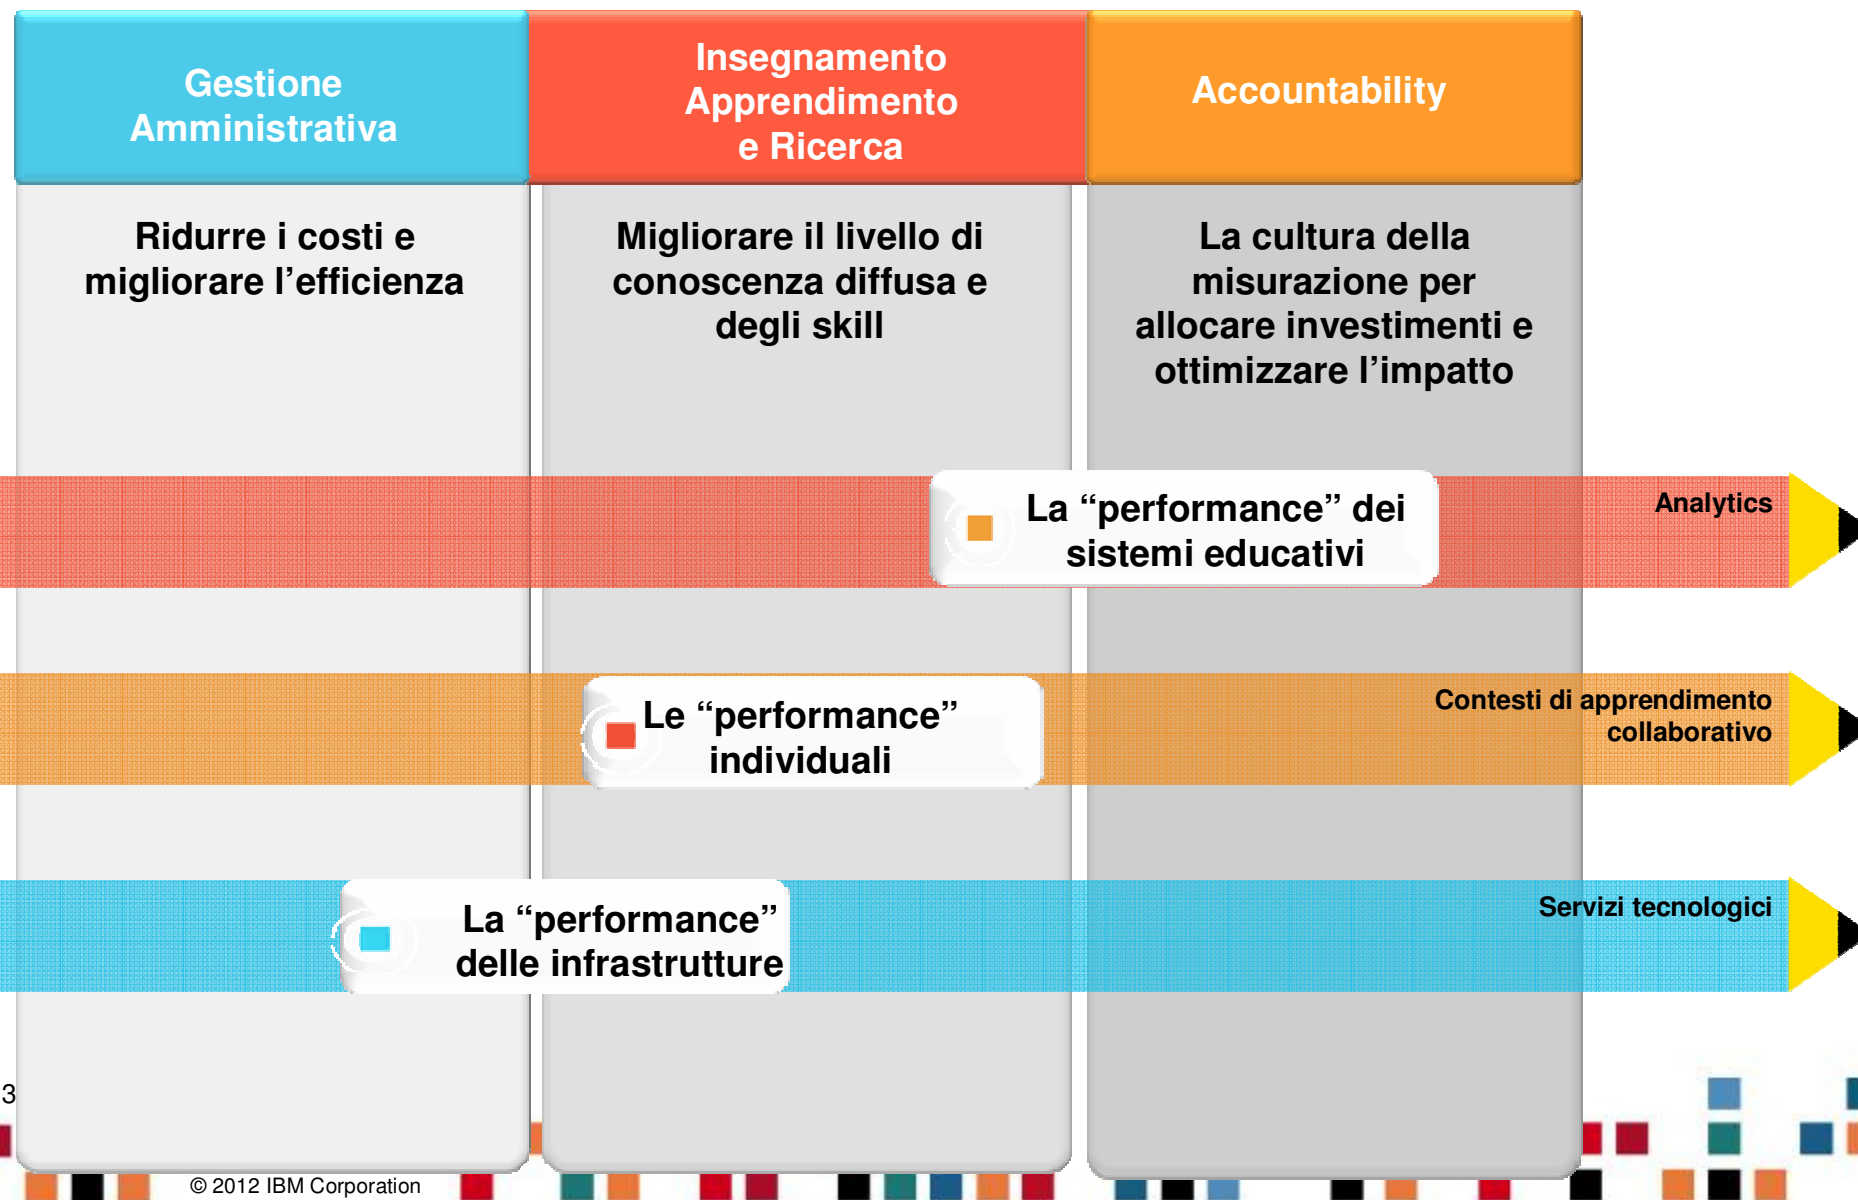 Gestione
Amministrativa
Insegnamento
Apprendimento
e Ricerca
Accountability
Ridurre i costi e
migliorare l’efficienza
Migliorare il livello di
conoscenza diffusa e
degli skill
La cultura della
misurazione per
allocare investimenti e
ottimizzare l’impatto
La “performance” dei
sistemi educativi
Analytics
Le “performance”
individuali
Contesti di apprendimento
collaborativo
La “performance”
delle infrastrutture
Servizi tecnologici
3
© 2012 IBM Corporation